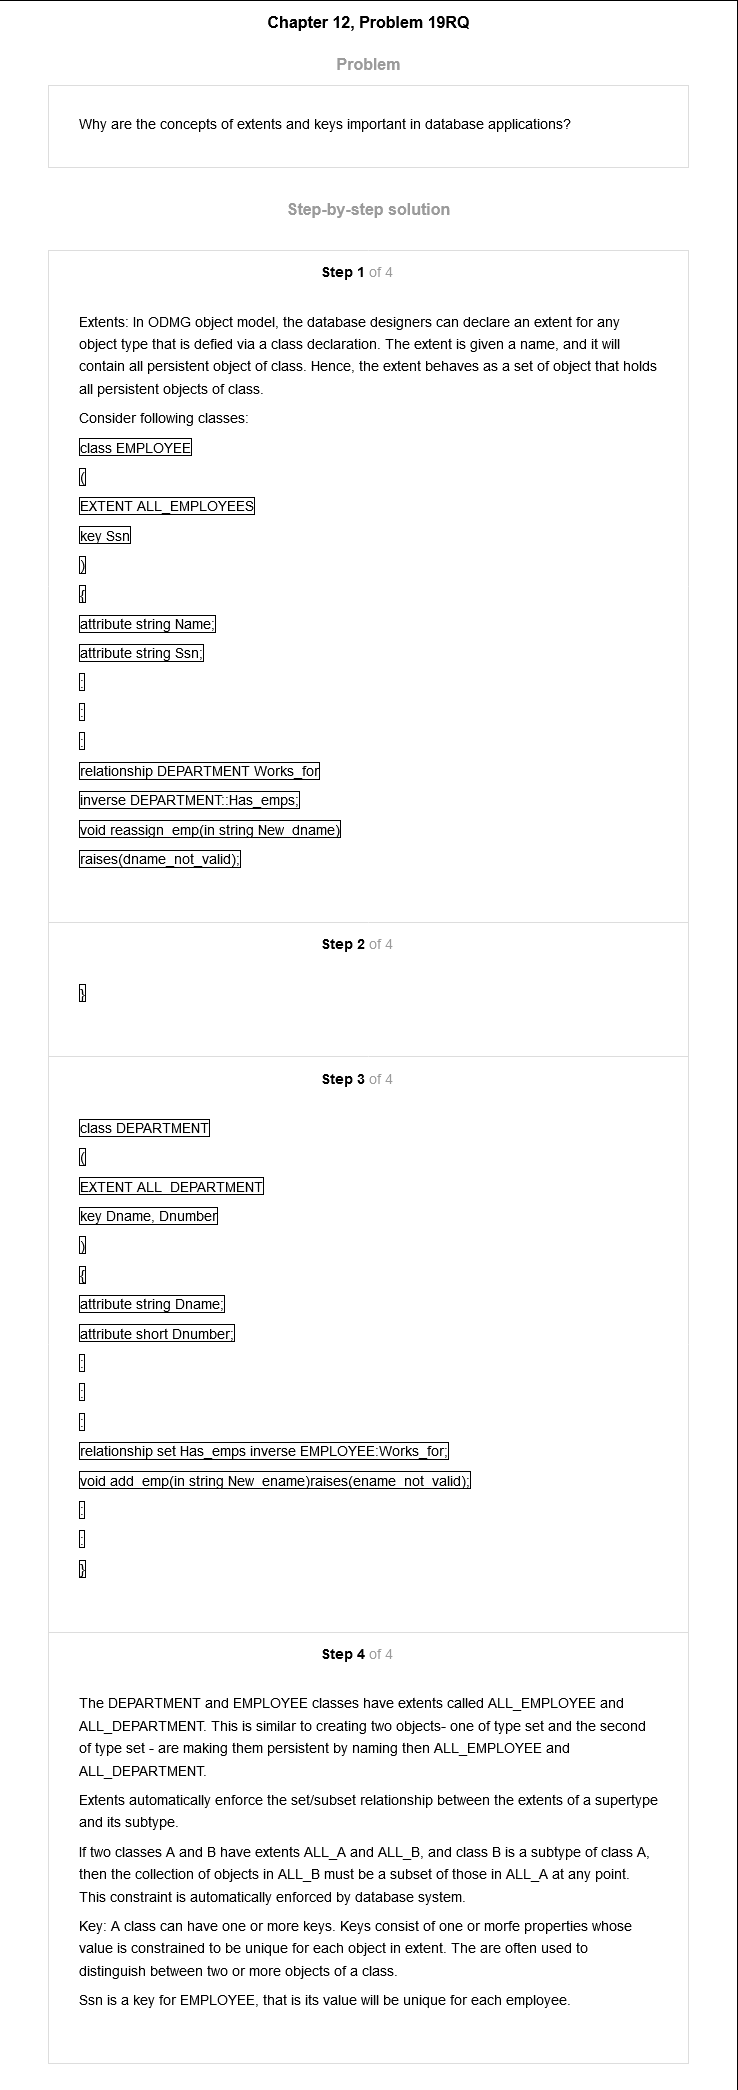 Chapter 12, Problem 19RQ
Problem
Why are the concepts of extents and keys important in database applications?
Step-by-step solution
Step 1 of 4
Extents: In ODMG object model, the database designers can declare an extent for any
object type that is defied via a class declaration. The extent is given a name, and it will
contain all persistent object of class. Hence, the extent behaves as a set of object that holds
all persistent objects of class.
Consider following classes:
class EMPLOYEE
(
EXTENT ALL_EMPLOYEES
key Ssn
)
{
attribute string Name;
attribute string Ssn;
:
:
:
relationship DEPARTMENT Works_for
inverse DEPARTMENT::Has_emps;
void reassign_emp(in string New_dname)
raises(dname_not_valid);
Step 2 of 4
}
Step 3 of 4
class DEPARTMENT
(
EXTENT ALL_DEPARTMENT
key Dname, Dnumber
)
{
attribute string Dname;
attribute short Dnumber;
:
:
:
relationship set Has_emps inverse EMPLOYEE:Works_for;
void add_emp(in string New_ename)raises(ename_not_valid);
:
:
}
Step 4 of 4
The DEPARTMENT and EMPLOYEE classes have extents called ALL_EMPLOYEE and
ALL_DEPARTMENT. This is similar to creating two objects- one of type set and the second
of type set - are making them persistent by naming then ALL_EMPLOYEE and
ALL_DEPARTMENT.
Extents automatically enforce the set/subset relationship between the extents of a supertype
and its subtype.
If two classes A and B have extents ALL_A and ALL_B, and class B is a subtype of class A,
then the collection of objects in ALL_B must be a subset of those in ALL_A at any point.
This constraint is automatically enforced by database system.
Key: A class can have one or more keys. Keys consist of one or morfe properties whose
value is constrained to be unique for each object in extent. The are often used to
distinguish between two or more objects of a class.
Ssn is a key for EMPLOYEE, that is its value will be unique for each employee.